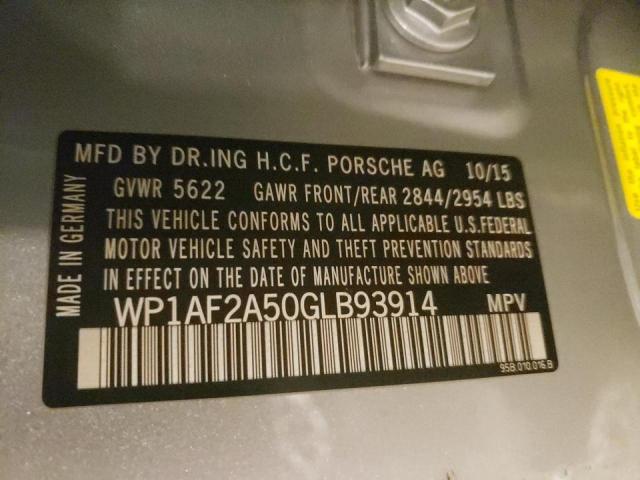 MFD BY DR.ING H.C.F. PORSCHE AG 10/15
GVWR 5622 GAWR FRONT/REAR 2844/2954 LBS
THIS VEHICLE CONFORMS TO ALL APPLICABLE U.S.FEDERAL
MOTOR VEHICLE SAFETY AND THEFT PREVENTION STANDARDS
IN EFFECT ON THE DATE OF MANUFACTURE SHOWN ABOVE
WP1AF2A50GLB93914 MPV
95B.010.016.B
MADE IN GERMANY